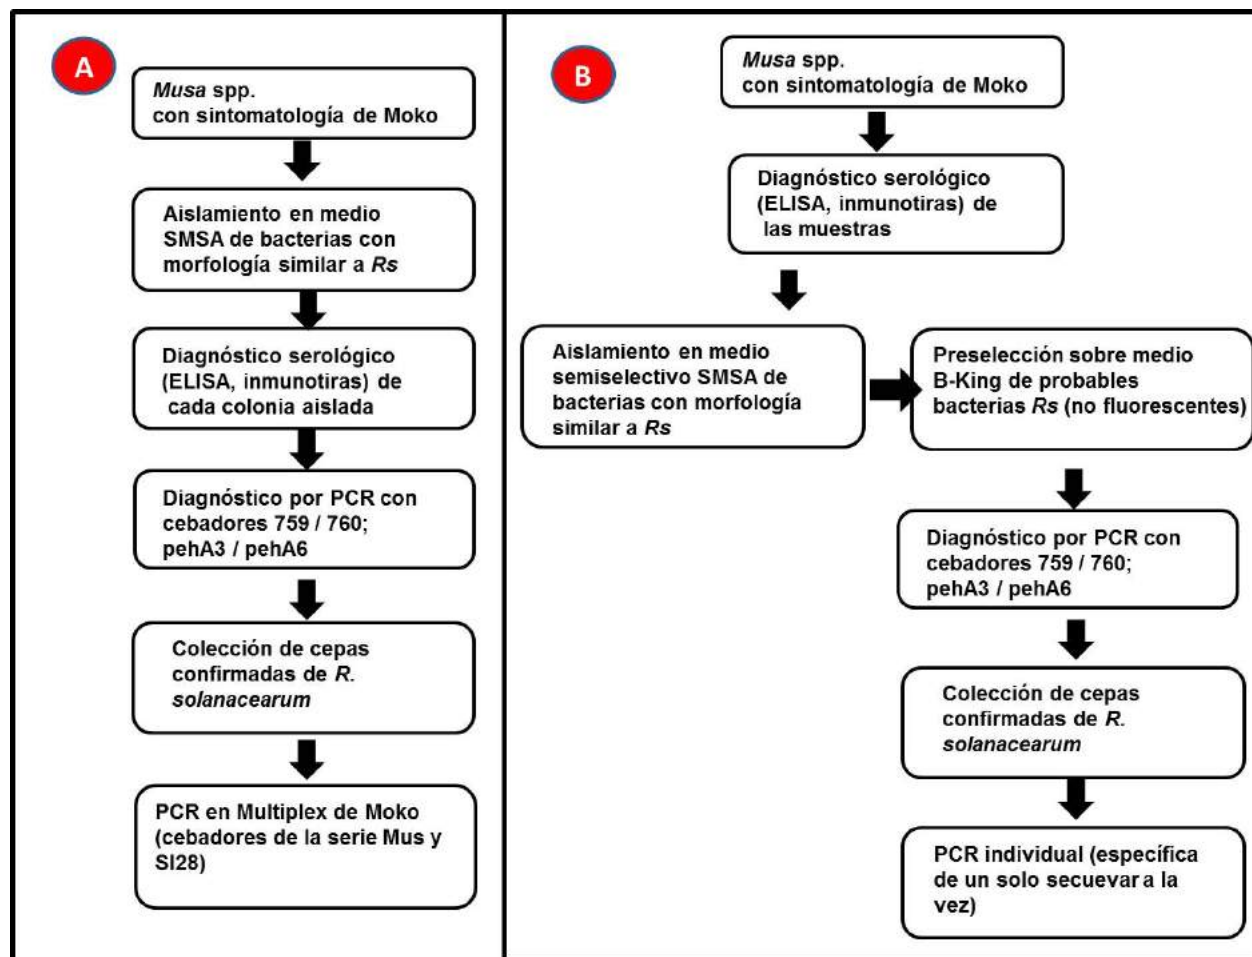 A
Musa spp.
con sintomatología de Moko
Aislamiento en medio
SMSA de bacterias con
morfología similar a Rs
Diagnóstico serológico
(ELISA, inmunotiras) de
cada colonia aislada
Diagnóstico por PCR con
cebadores 759 / 760;
pehA3 / pehA6
Colección de cepas
confirmadas de R.
solanacearum
PCR en Multiplex de Moko
(cebadores de la serie Mus y
SI28)
B
Musa spp.
con sintomatología de Moko
Diagnóstico serológico
(ELISA, inmunotiras) de
las muestras
Aislamiento en medio
semiselectivo SMSA de
bacterias con morfología
similar a Rs
Preselección sobre medio
B-King de probables
bacterias Rs (no fluorescentes)
Diagnóstico por PCR con
cebadores 759 / 760;
pehA3 / pehA6
Colección de cepas
confirmadas de R.
solanacearum
PCR individual (específica
de un solo secuevar a la
vez)